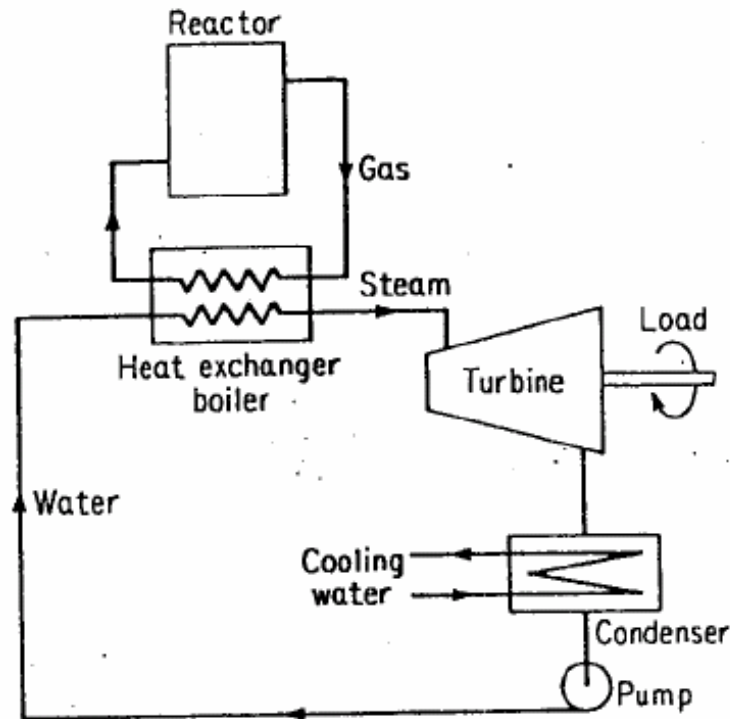 Reactor
Gas
Steam
Load
Heat exchanger
boiler
Turbine
Water
Cooling
water
Condenser
Pump